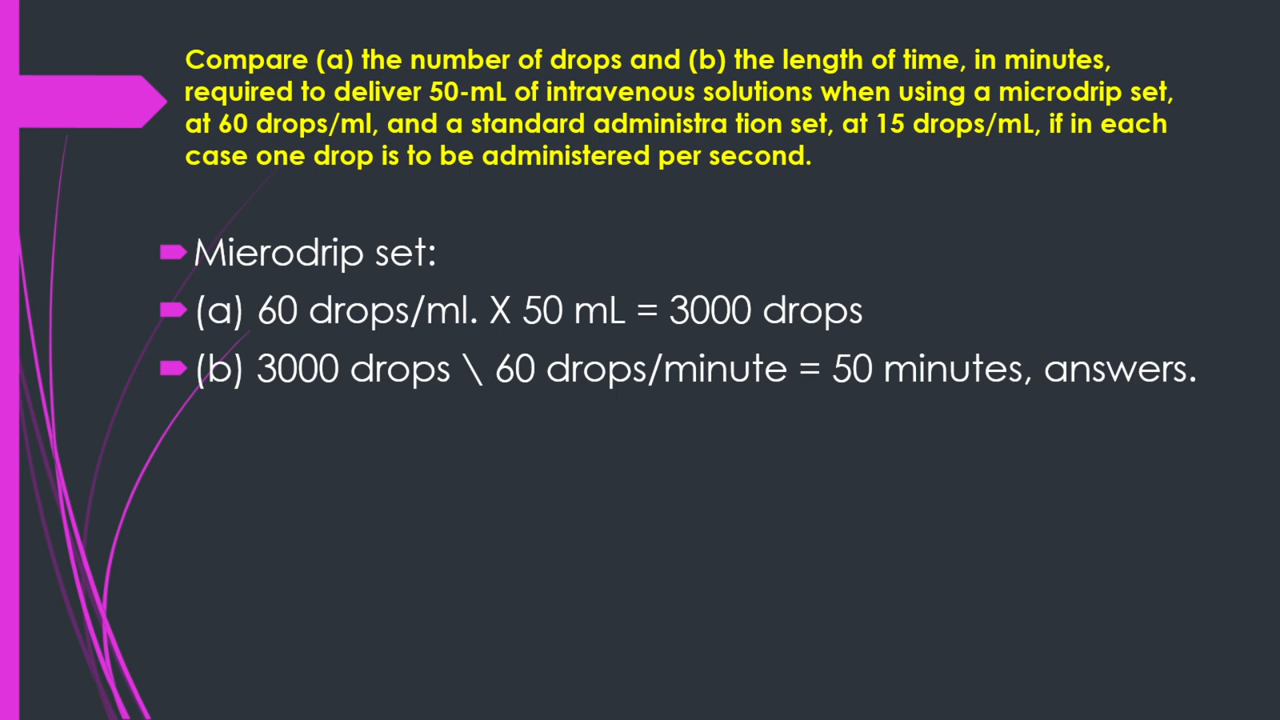 Compare (a) the number of drops and (b) the length of time, in minutes,
required to deliver 50-mL of intravenous solutions when using a microdrip set,
at 60 drops/ml, and a standard administra tion set, at 15 drops/mL, if in each
case one drop is to be administered per second.
Mierodrip set:
(a) 60 drops/ml. X 50 mL = 3000 drops
(b) 3000 drops \ 60 drops/minute = 50 minutes, answers.